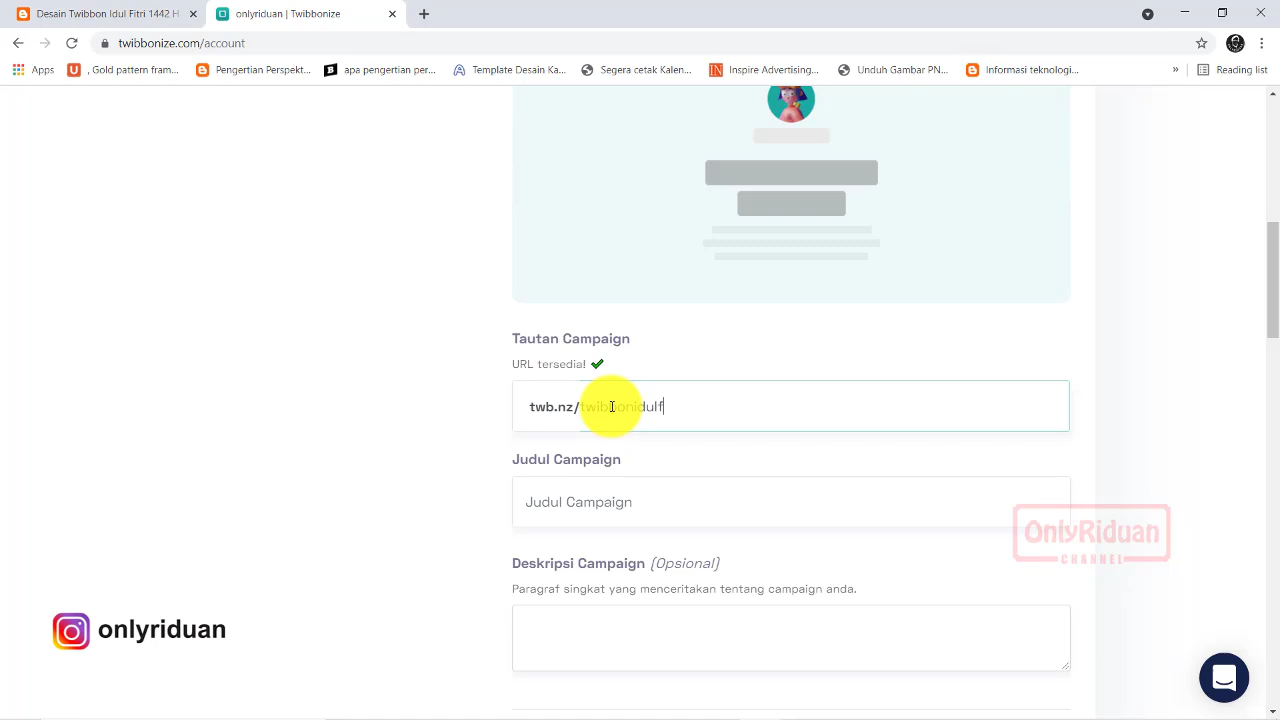 Desain Twibbon Idul Fitri 1442 H
onlyriduan | Twibbonize
twibbonize.com/account
Apps
, Gold pattern fram...
Pengertian Perspekt...
apa pengertian per...
Template Desain Ka...
Segera cetak Kalen...
Inspire Advertising,...
Unduh Gambar PN...
Informasi teknologi...
»
Reading list
Tautan Campaign
URL tersedia!
twb.nz/twibbonidulf
Judul Campaign
Judul Campaign
OnlyRiduan
CHANNEL
Deskripsi Campaign (Opsional)
Paragraf singkat yang menceritakan tentang campaign anda.
onlyriduan